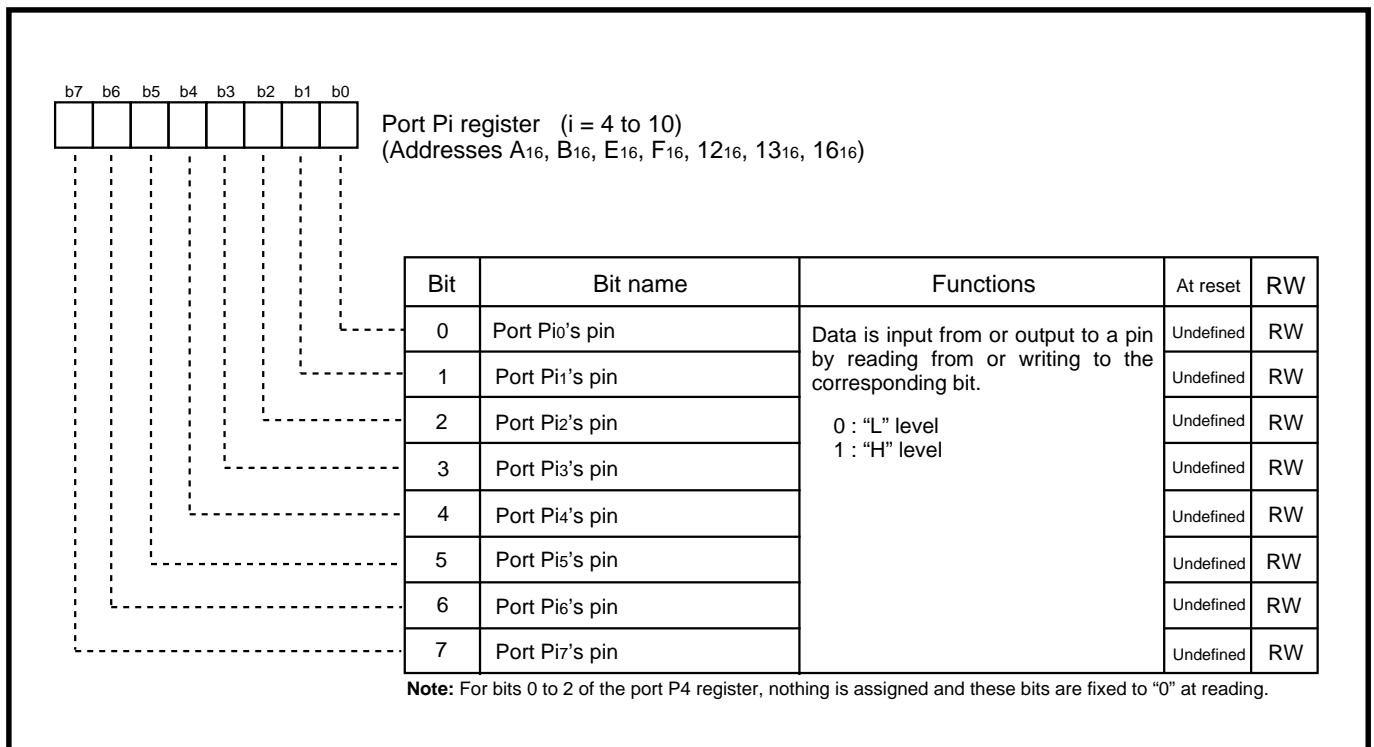 b7 b6 b5 b4 b3 b2 b1 b0
Port Pi register (i = 4 to 10)
(Addresses A16, B16, E16, F16, 1216, 1316, 1616)
Bit Bit name Functions At reset RW
0 Port Pi0's pin Data is input from or output to a pin Undefined RW
by reading from or writing to the
1 Port Pi1's pin corresponding bit. Undefined RW
2 Port Pi2's pin 0 : “L” level Undefined RW
1 : “H” level
3 Port Pi3's pin Undefined RW
4 Port Pi4's pin Undefined RW
5 Port Pi5's pin Undefined RW
6 Port Pi6's pin Undefined RW
7 Port Pi7's pin Undefined RW
Note: For bits 0 to 2 of the port P4 register, nothing is assigned and these bits are fixed to “0” at reading.